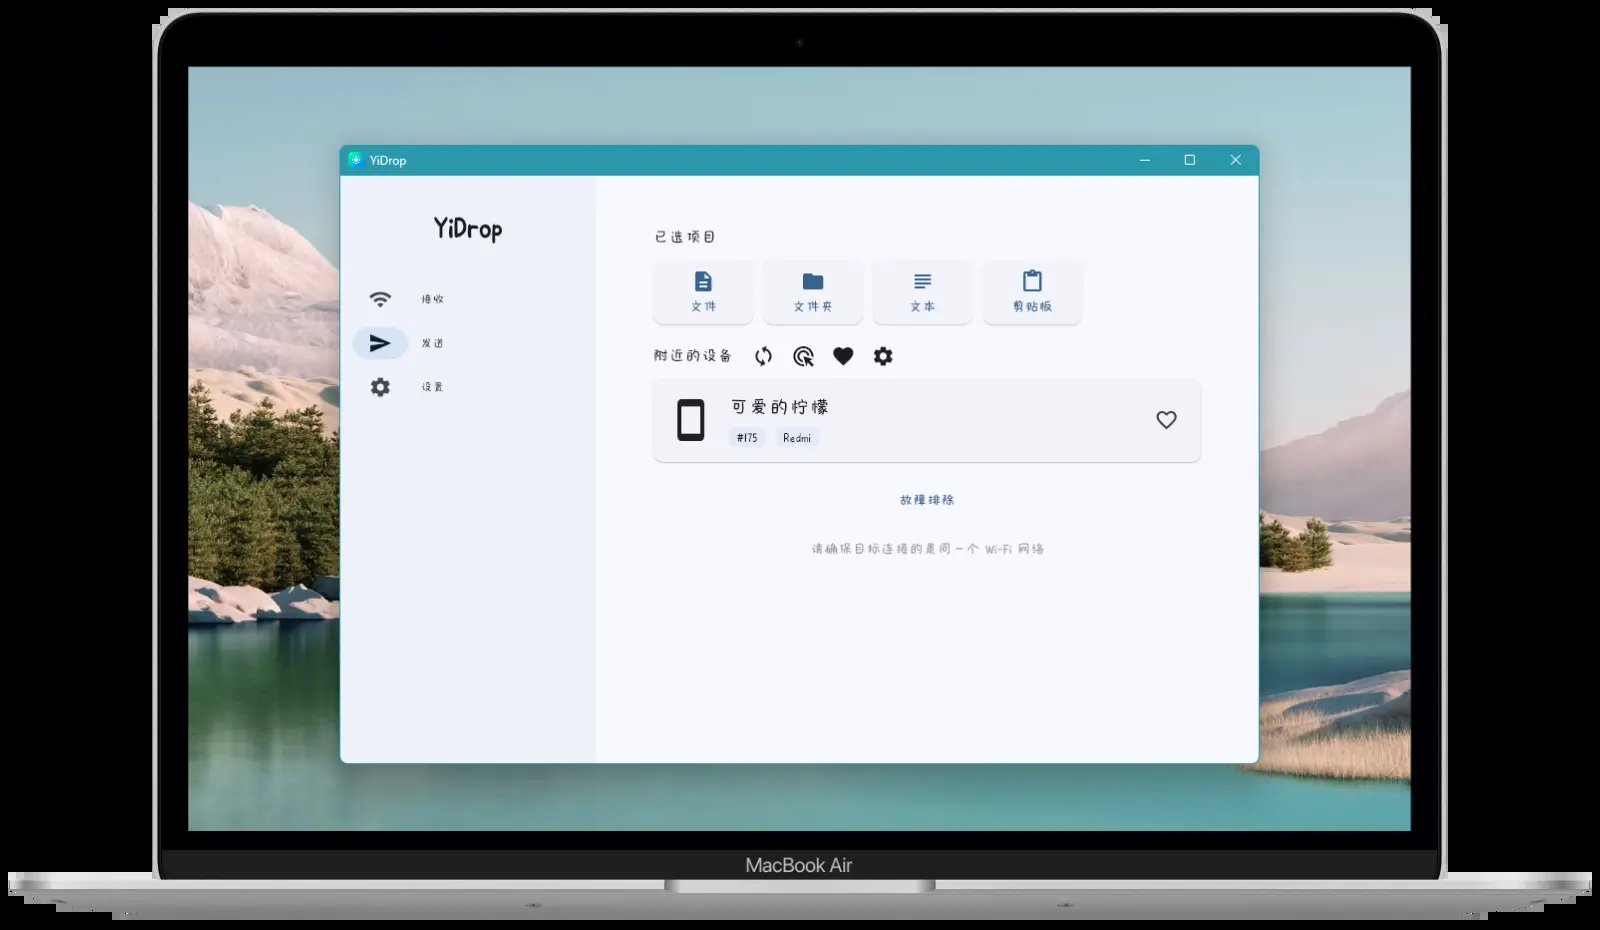 YiDrop
YiDrop
接收
发送
设置
已选项目
文件
文件夹
文本
剪贴板
附近的设备
可爱的柠檬
#175
Redmi
故障排除
请确保目标连接的是同一个 Wi-Fi 网络
MacBook Air